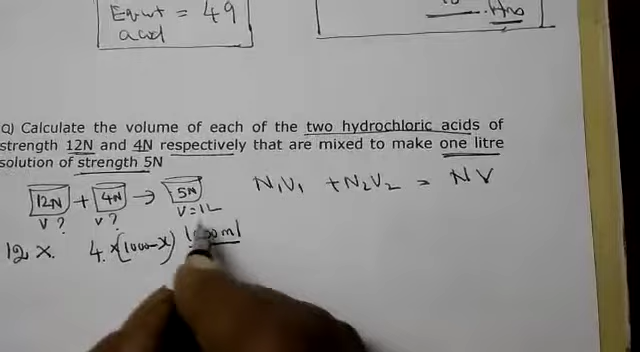 Eq.wt = 49
acid
Hrs
Q) Calculate the volume of each of the two hydrochloric acids of
strength 12N and 4N respectively that are mixed to make one litre
solution of strength 5N
12N + 4N → 5N N₁V₁ + N₂V₂ = NV
V ? V ? V = 1L
12 x. 4.x(1000-x) 1000ml